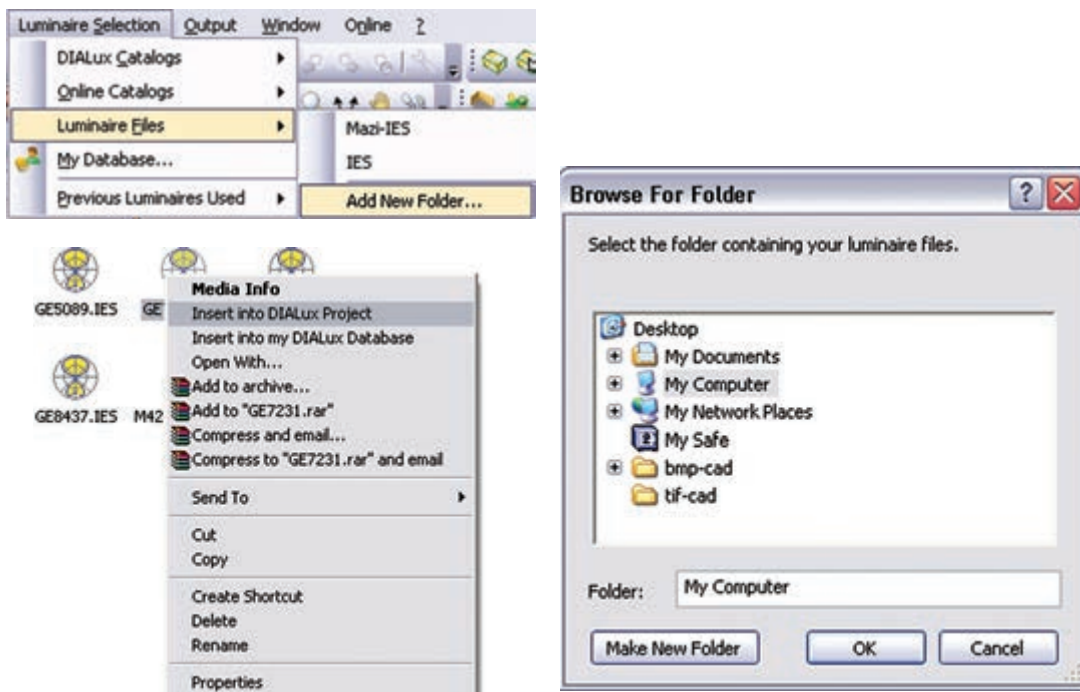 Luminaire Selection Output Window Online ?
DIALux Catalogs
Online Catalogs
Luminaire Files
My Database...
Previous Luminaires Used
Mazi-IES
IES
Add New Folder...
GE5089.IES GE
GE8437.IES M42
Media Info
Insert into DIALux Project
Insert into my DIALux Database
Open With...
Add to archive...
Add to "GE7231.rar"
Compress and email...
Compress to "GE7231.rar" and email
Send To
Cut
Copy
Create Shortcut
Delete
Rename
Properties
Browse For Folder
Select the folder containing your luminaire files.
Desktop
My Documents
My Computer
My Network Places
My Safe
bmp-cad
tif-cad
Folder: My Computer
Make New Folder OK Cancel